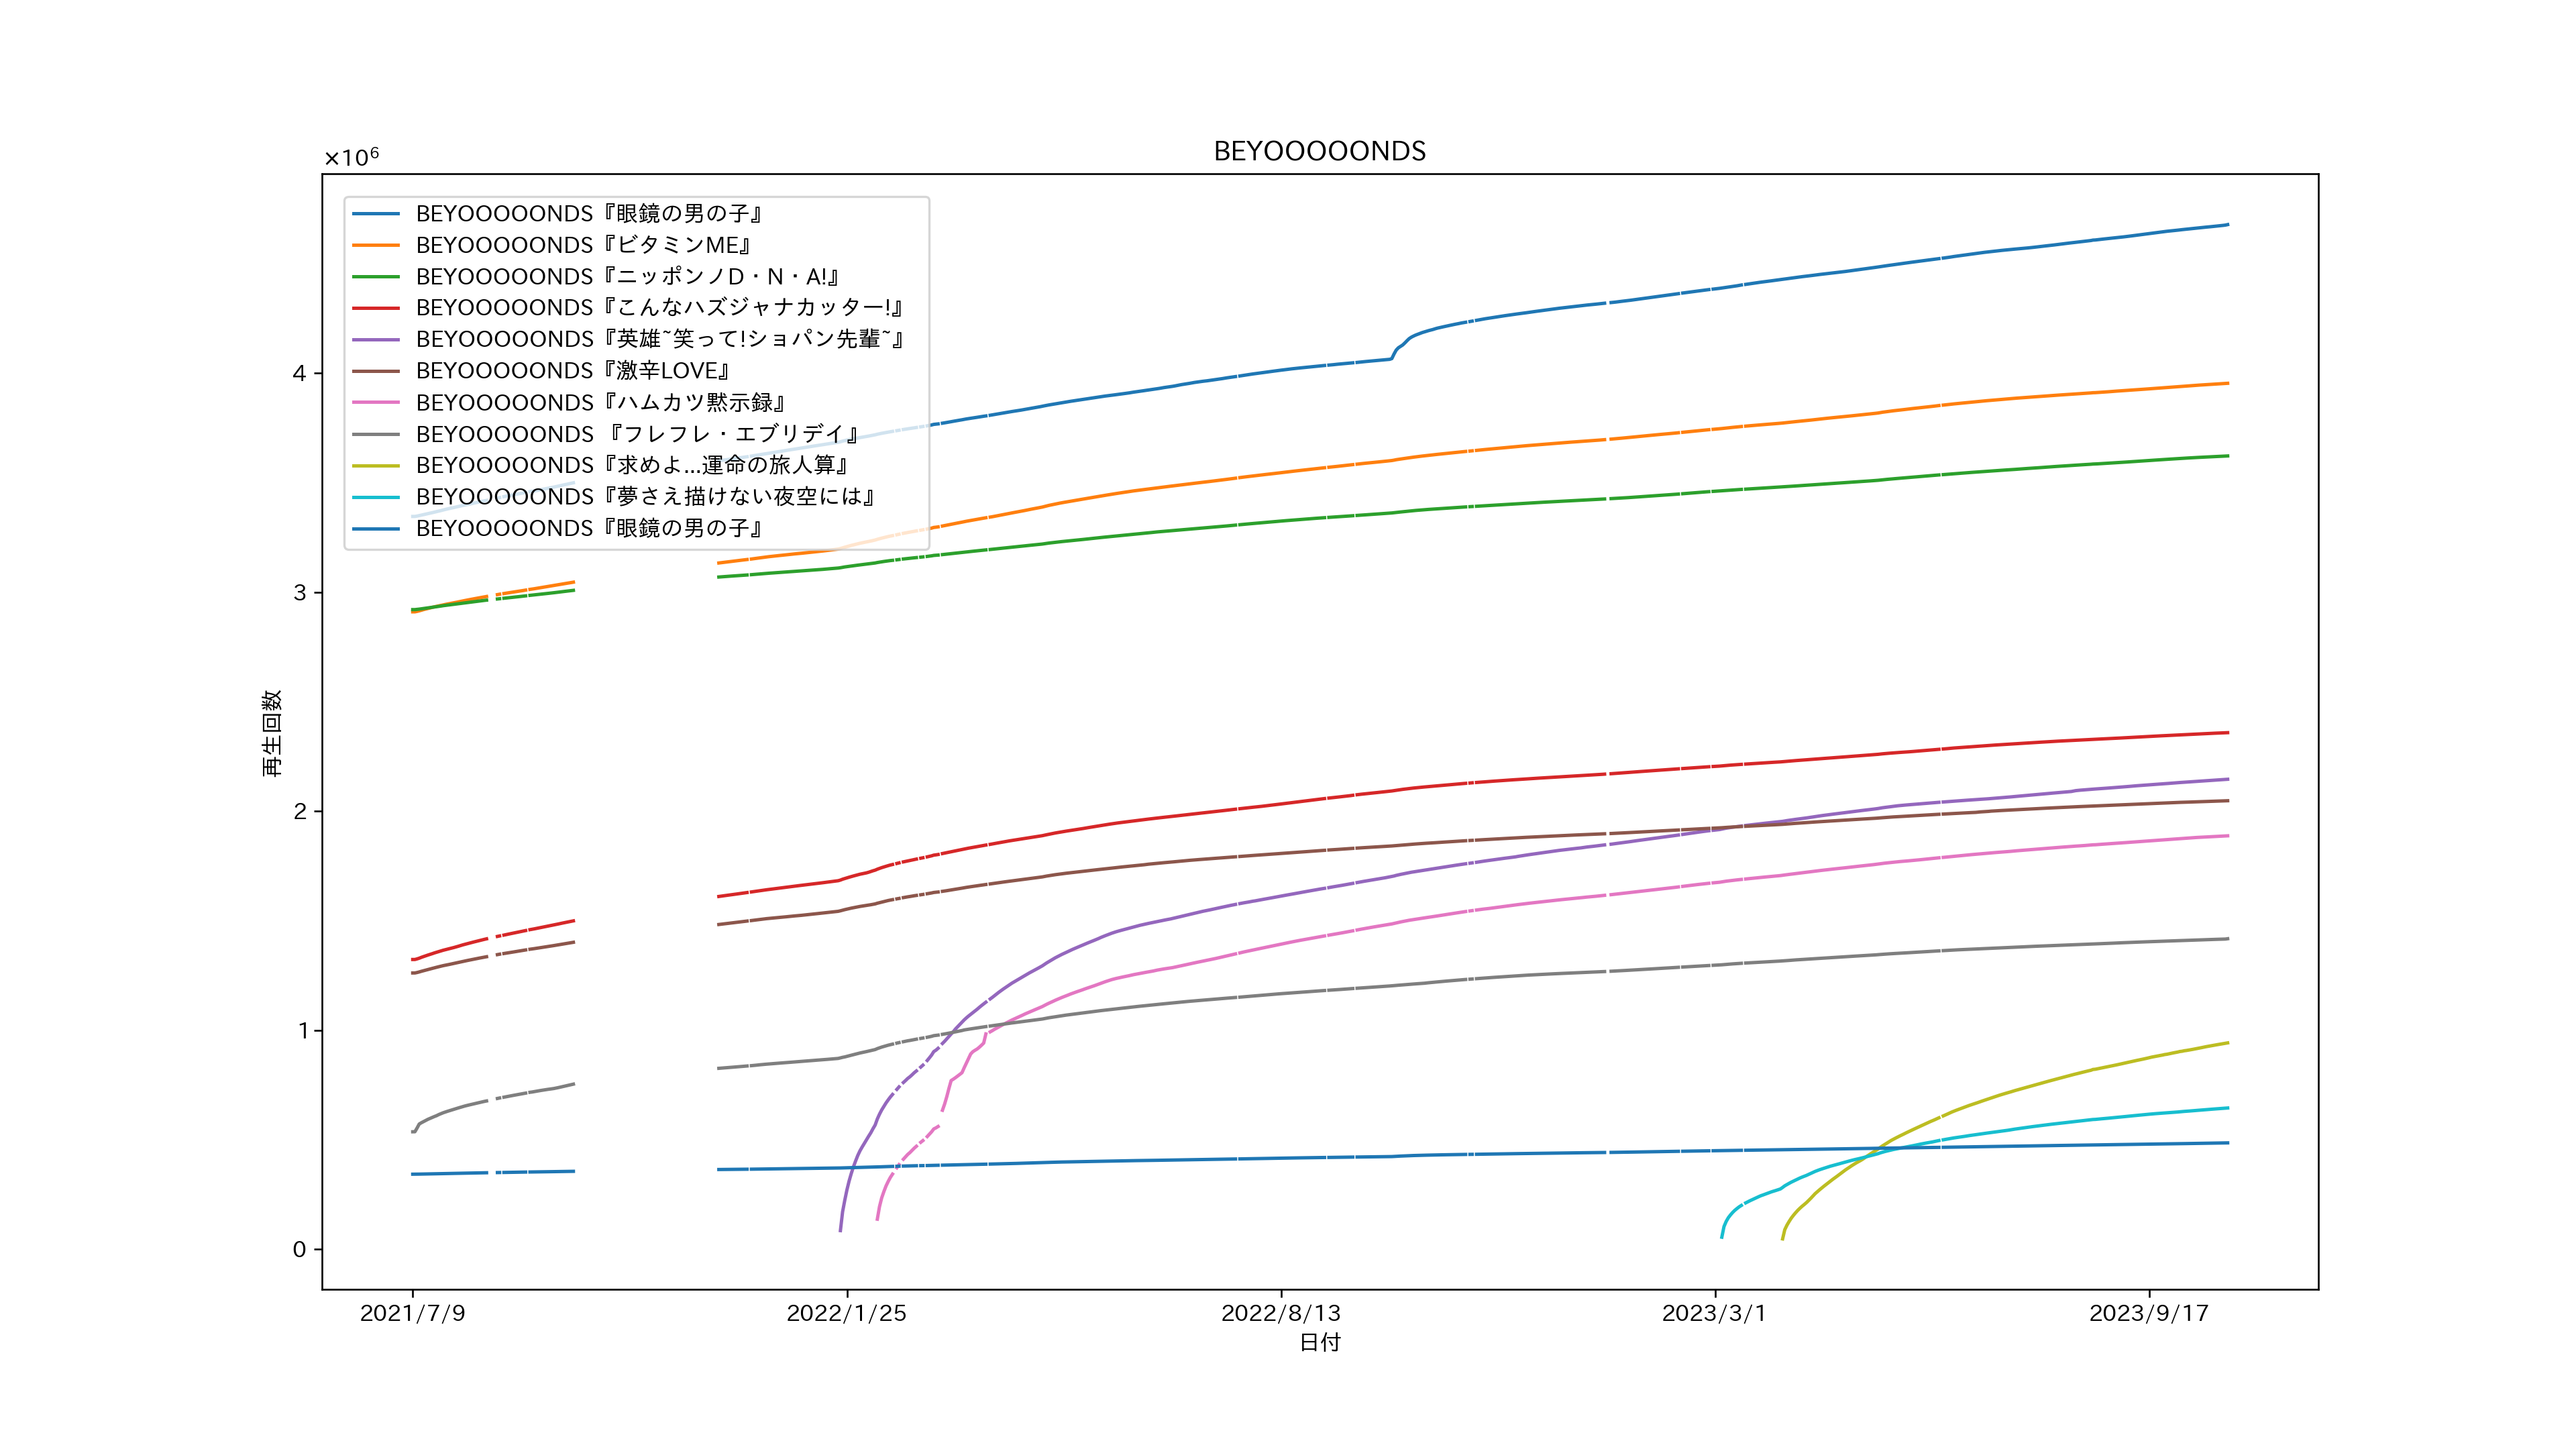 BEYOOOOONDS
×10⁶
BEYOOOOONDS『眼鏡の男の子』
BEYOOOOONDS『ビタミンME』
BEYOOOOONDS『ニッポンノD・N・A!』
BEYOOOOONDS『こんなハズジャナカッター!』
BEYOOOOONDS『英雄~笑って!ショパン先輩~』
BEYOOOOONDS『激辛LOVE』
BEYOOOOONDS『ハムカツ黙示録』
BEYOOOOONDS 『フレフレ・エブリデイ』
BEYOOOOONDS『求めよ...運命の旅人算』
BEYOOOOONDS『夢さえ描けない夜空には』
BEYOOOOONDS『眼鏡の男の子』
4
3
2
1
0
再生回数
2021/7/9
2022/1/25
2022/8/13
2023/3/1
2023/9/17
日付